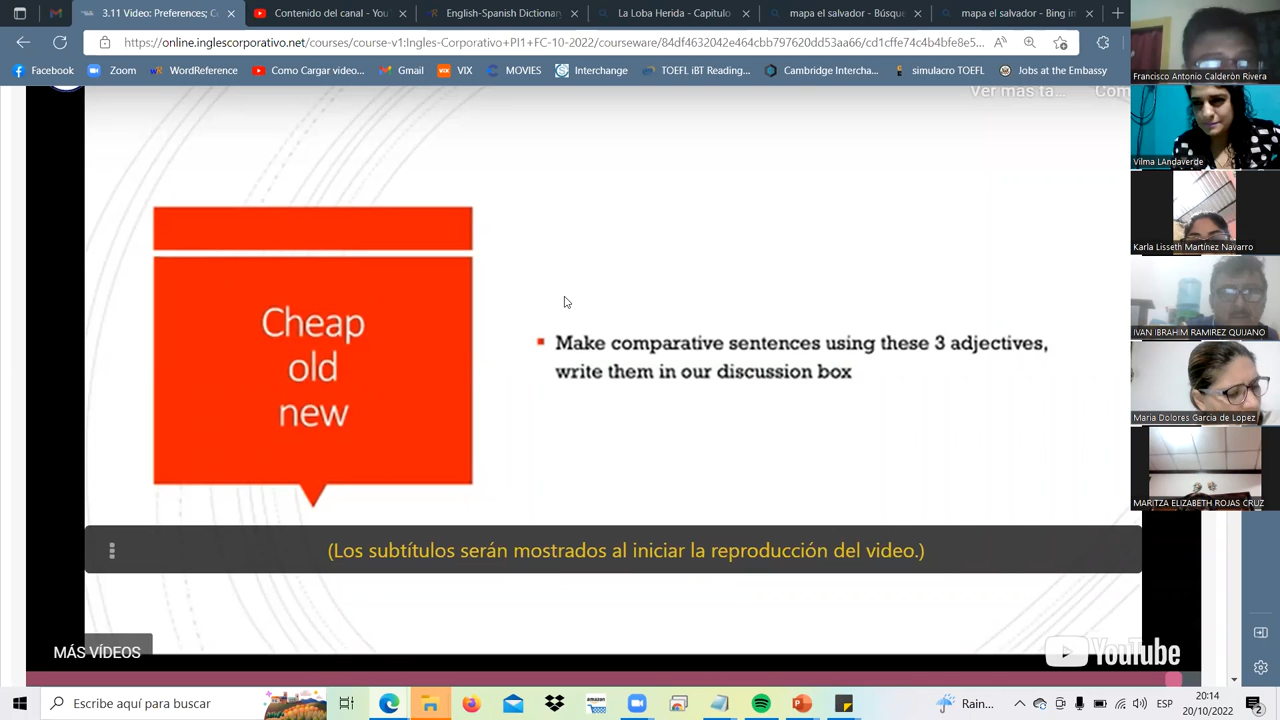 3.11 Video: Preferences; C
Contenido del canal - You
English-Spanish Dictionary
La Loba Herida - Capitulo
mapa el salvador - Búsque
mapa el salvador - Bing im
https://online.inglescorporativo.net/courses/course-v1:Ingles-Corporativo+PI1+FC-10-2022/courseware/84df4632042e464cbb797620dd53aa66/cd1cffe74c4b4bfe8e5...
Facebook
Zoom
WordReference
Como Cargar video...
Gmail
VIX
MOVIES
Interchange
TOEFL iBT Reading...
Cambridge Intercha...
simulacro TOEFL
Jobs at the Embassy
Francisco Antonio Calderón Rivera
Vilma LAndaverde
Karla Lisseth Martínez Navarro
IVAN IBRAHIM RAMIREZ QUIJANO
Maria Dolores Garcia de Lopez
MARITZA ELIZABETH ROJAS CRUZ
Ver más ta...
Cheap
old
new
Make comparative sentences using these 3 adjectives,
write them in our discussion box
(Los subtítulos serán mostrados al iniciar la reproducción del video.)
MÁS VÍDEOS
YouTube
Escribe aquí para buscar
Rain...
ESP
20:14
20/10/2022
2